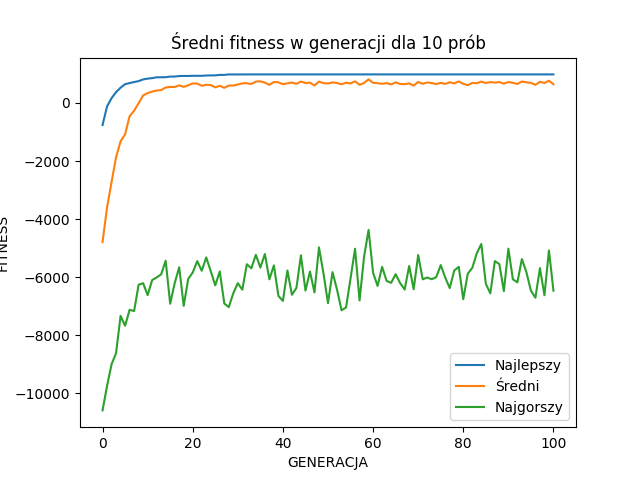 Średni fitness w generacji dla 10 prób
FITNESS
0
−2000
−4000
−6000
−8000
−10000
0 20 40 60 80 100
GENERACJA
Najlepszy
Średni
Najgorszy